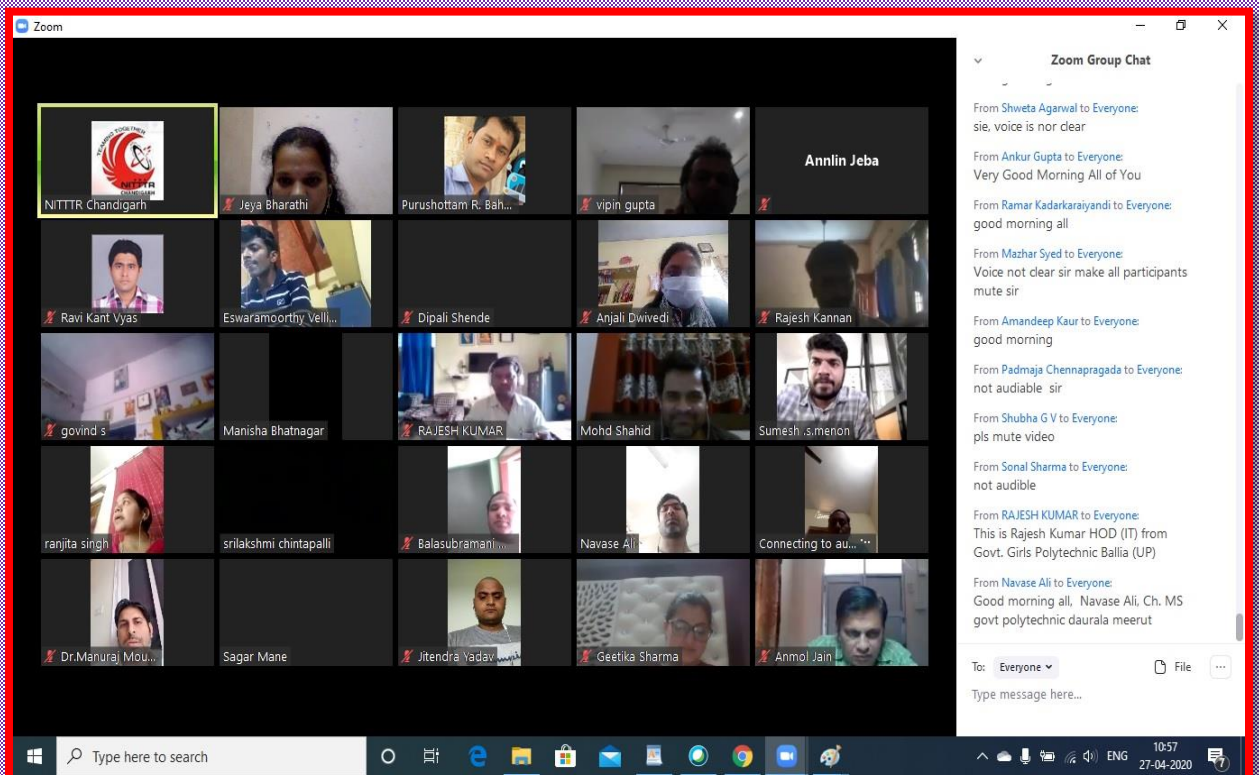 Zoom
Zoom Group Chat
From Shweta Agarwal to Everyone:
sie, voice is nor dear
From Ankur Gupta to Everyone:
Very Good Morning All of You
From Ramar Kadarkaraiyandi to Everyone:
good morning all
From Mazhar Syed to Everyone:
Voice not clear sir make all participants
mute sir
From Amandeep Kaur to Everyone:
good morning
From Padmaja Chennapragada to Everyone:
not audiable sir
From Shubha G V to Everyone:
pls mute video
From Sonal Sharma to Everyone:
not audible
From RAJESH KUMAR to Everyone:
This is Rajesh Kumar HOD (IT) from
Govt. Girls Polytechnic Ballia (UP)
From Navase Ali to Everyone:
Good morning all, Navase Ali, Ch. MS
govt polytechnic daurala meerut
To: Everyone File ...
Type message here...
TEAMING TOGETHER
NITTTR
CHANDIGARH
NITTTR Chandigarh
Jeya Bharathi
Purushottam R. Bah...
vipin gupta
Annlin Jeba
Ravi Kant Vyas
Eswaramoorthy Velli...
Dipali Shende
Anjali Dwivedi
Rajesh Kannan
govind s
Manisha Bhatnagar
RAJESH KUMAR
Mohd Shahid
Sumesh .s.menon
ranjita singh
srilakshmi chintapalli
Balasubramani ...
Navase Ali
Connecting to au... ...
Dr.Manuraj Mou...
Sagar Mane
Jitendra Yadav
Geetika Sharma
Anmol Jain
Type here to search
ENG
10:57
27-04-2020
7